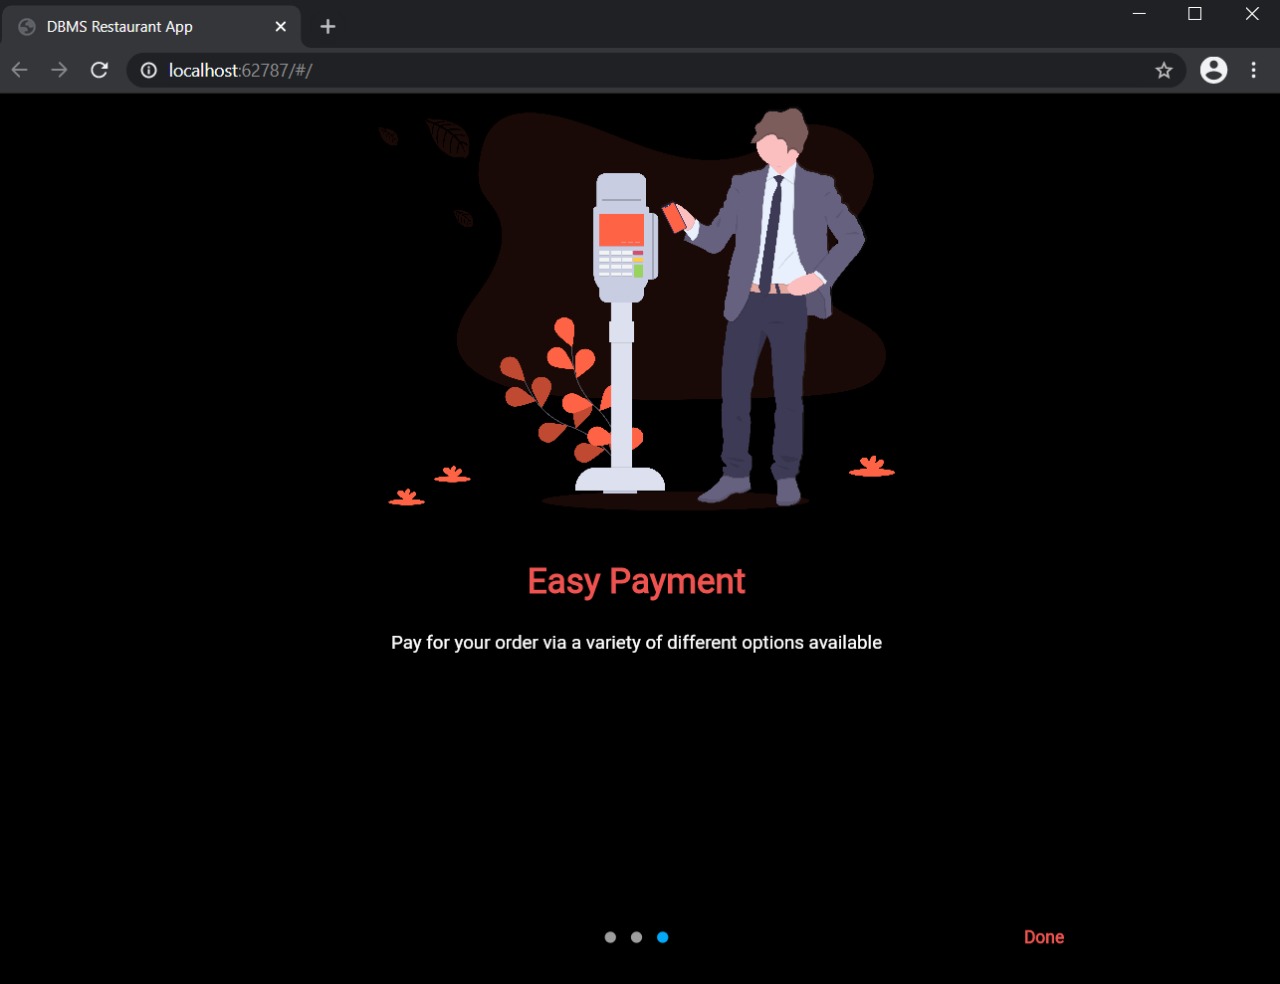 DBMS Restaurant App
localhost:62787/#/
Easy Payment
Pay for your order via a variety of different options available
Done